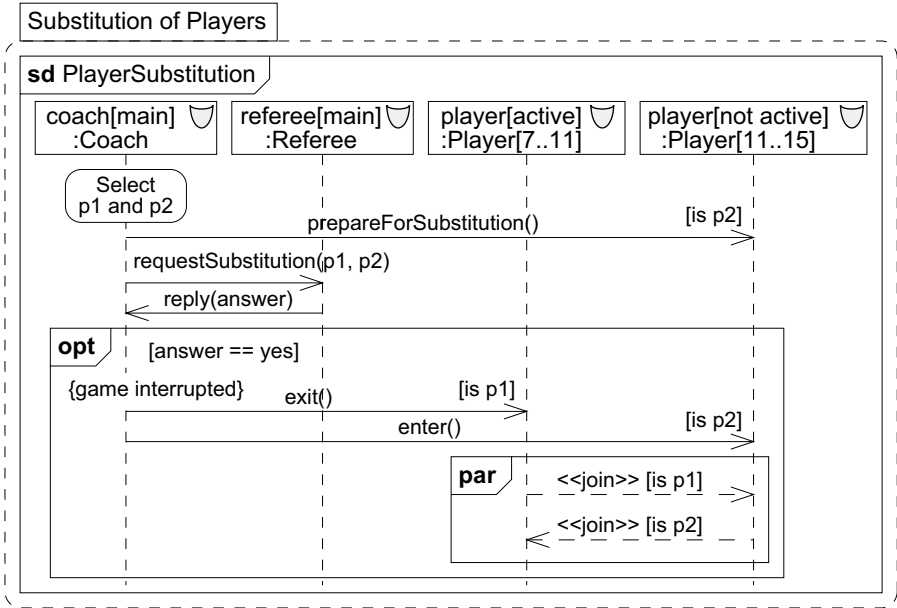 Substitution of Players
sd PlayerSubstitution
coach[main]
:Coach
referee[main]
:Referee
player[active]
:Player[7..11]
player[not active]
:Player[11..15]
Select
p1 and p2
prepareForSubstitution()
[is p2]
requestSubstitution(p1, p2)
reply(answer)
opt
[answer == yes]
{game interrupted}
exit()
[is p1]
enter()
[is p2]
par
<<join>> [is p1]
<<join>> [is p2]